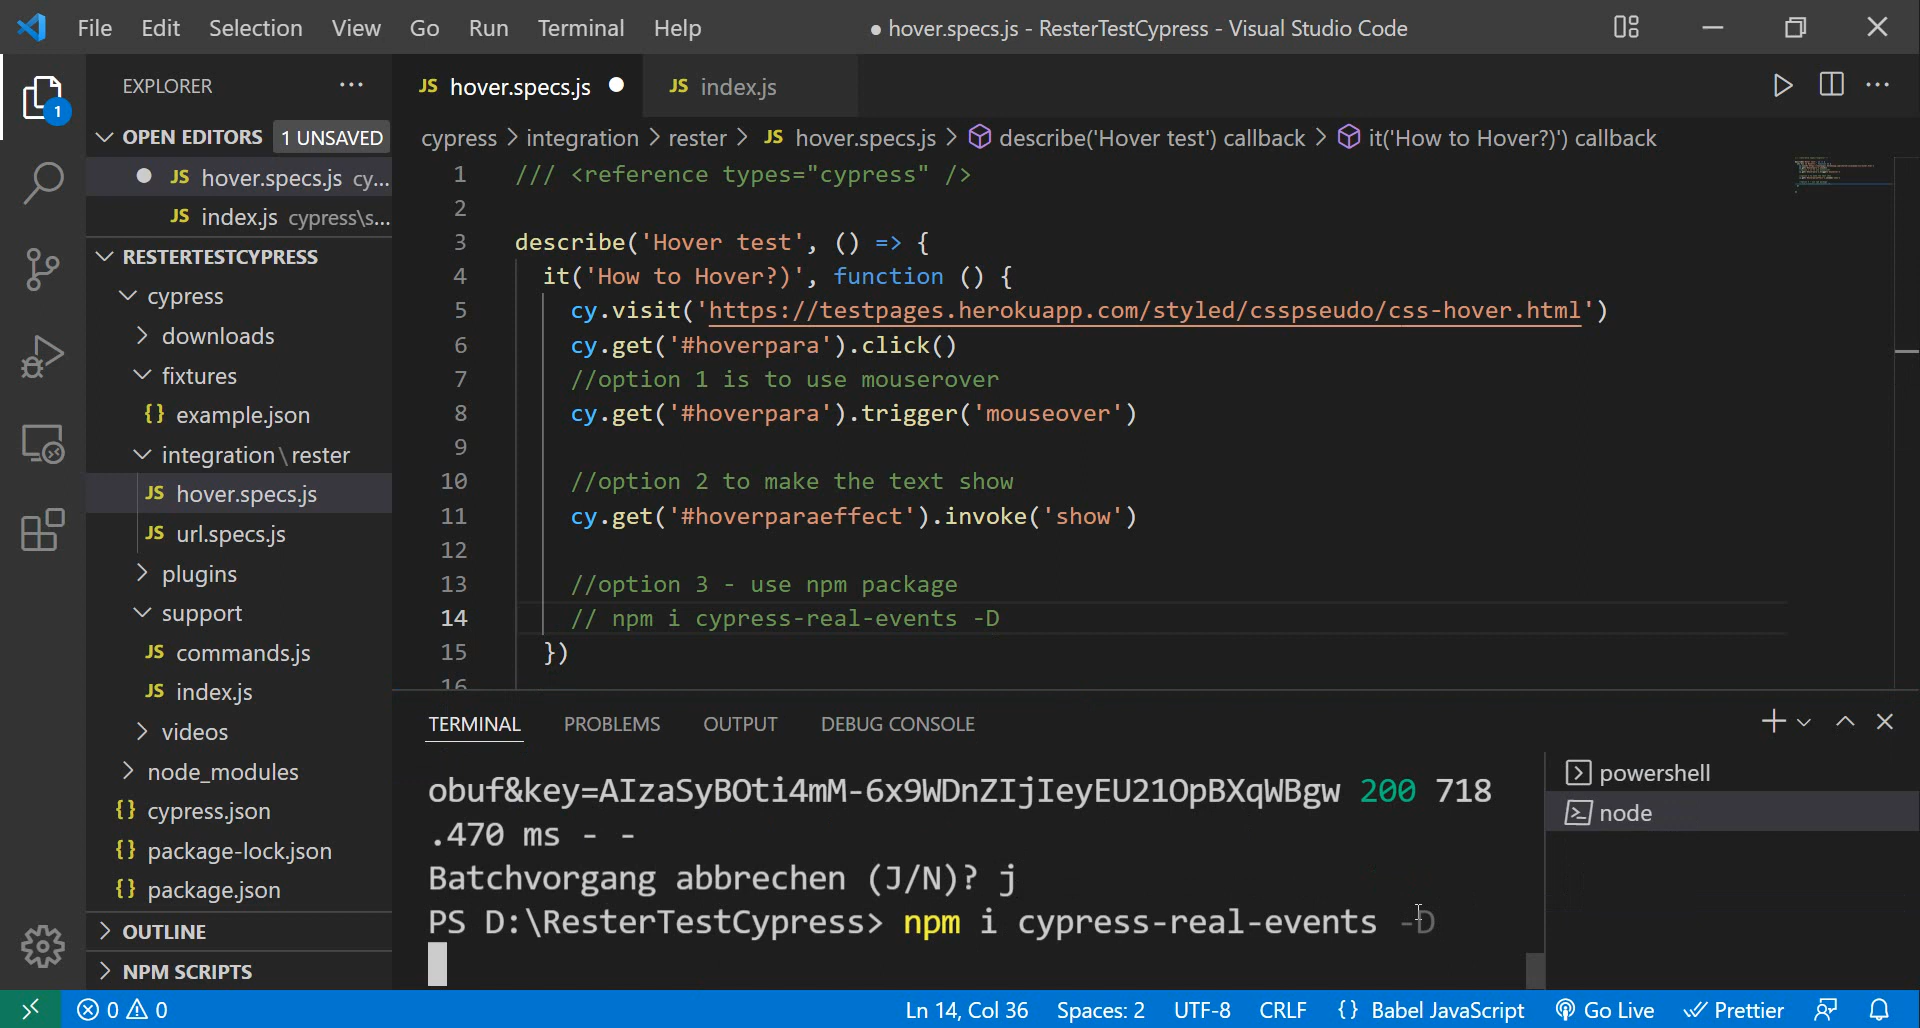 File Edit Selection View Go Run Terminal Help ● hover.specs.js - ResterTestCypress - Visual Studio Code
EXPLORER ···
1
OPEN EDITORS 1 UNSAVED
JS hover.specs.js cy...
JS index.js cypress\s...
RESTERTESTCYPRESS
cypress
downloads
fixtures
{} example.json
integration\rester
JS hover.specs.js
JS url.specs.js
plugins
support
JS commands.js
JS index.js
videos
node_modules
{} cypress.json
{} package-lock.json
{} package.json
OUTLINE
NPM SCRIPTS
JS hover.specs.js ● JS index.js
cypress > integration > rester > JS hover.specs.js > describe('Hover test') callback > it('How to Hover?)') callback
1 /// <reference types="cypress" />
2
3 describe('Hover test', () => {
4 it('How to Hover?)', function () {
5 cy.visit('https://testpages.herokuapp.com/styled/csspseudo/css-hover.html')
6 cy.get('#hoverpara').click()
7 //option 1 is to use mouserover
8 cy.get('#hoverpara').trigger('mouseover')
9
10 //option 2 to make the text show
11 cy.get('#hoverparaeffect').invoke('show')
12
13 //option 3 - use npm package
14 // npm i cypress-real-events -D
15 })
16
TERMINAL PROBLEMS OUTPUT DEBUG CONSOLE
obuf&key=AIzaSyBOti4mM-6x9WDnZIjIeyEU21OpBXqWBgw 200 718
.470 ms - -
Batchvorgang abbrechen (J/N)? j
PS D:\ResterTestCypress> npm i cypress-real-events -D
powershell
node
0 0 Ln 14, Col 36 Spaces: 2 UTF-8 CRLF {} Babel JavaScript Go Live Prettier